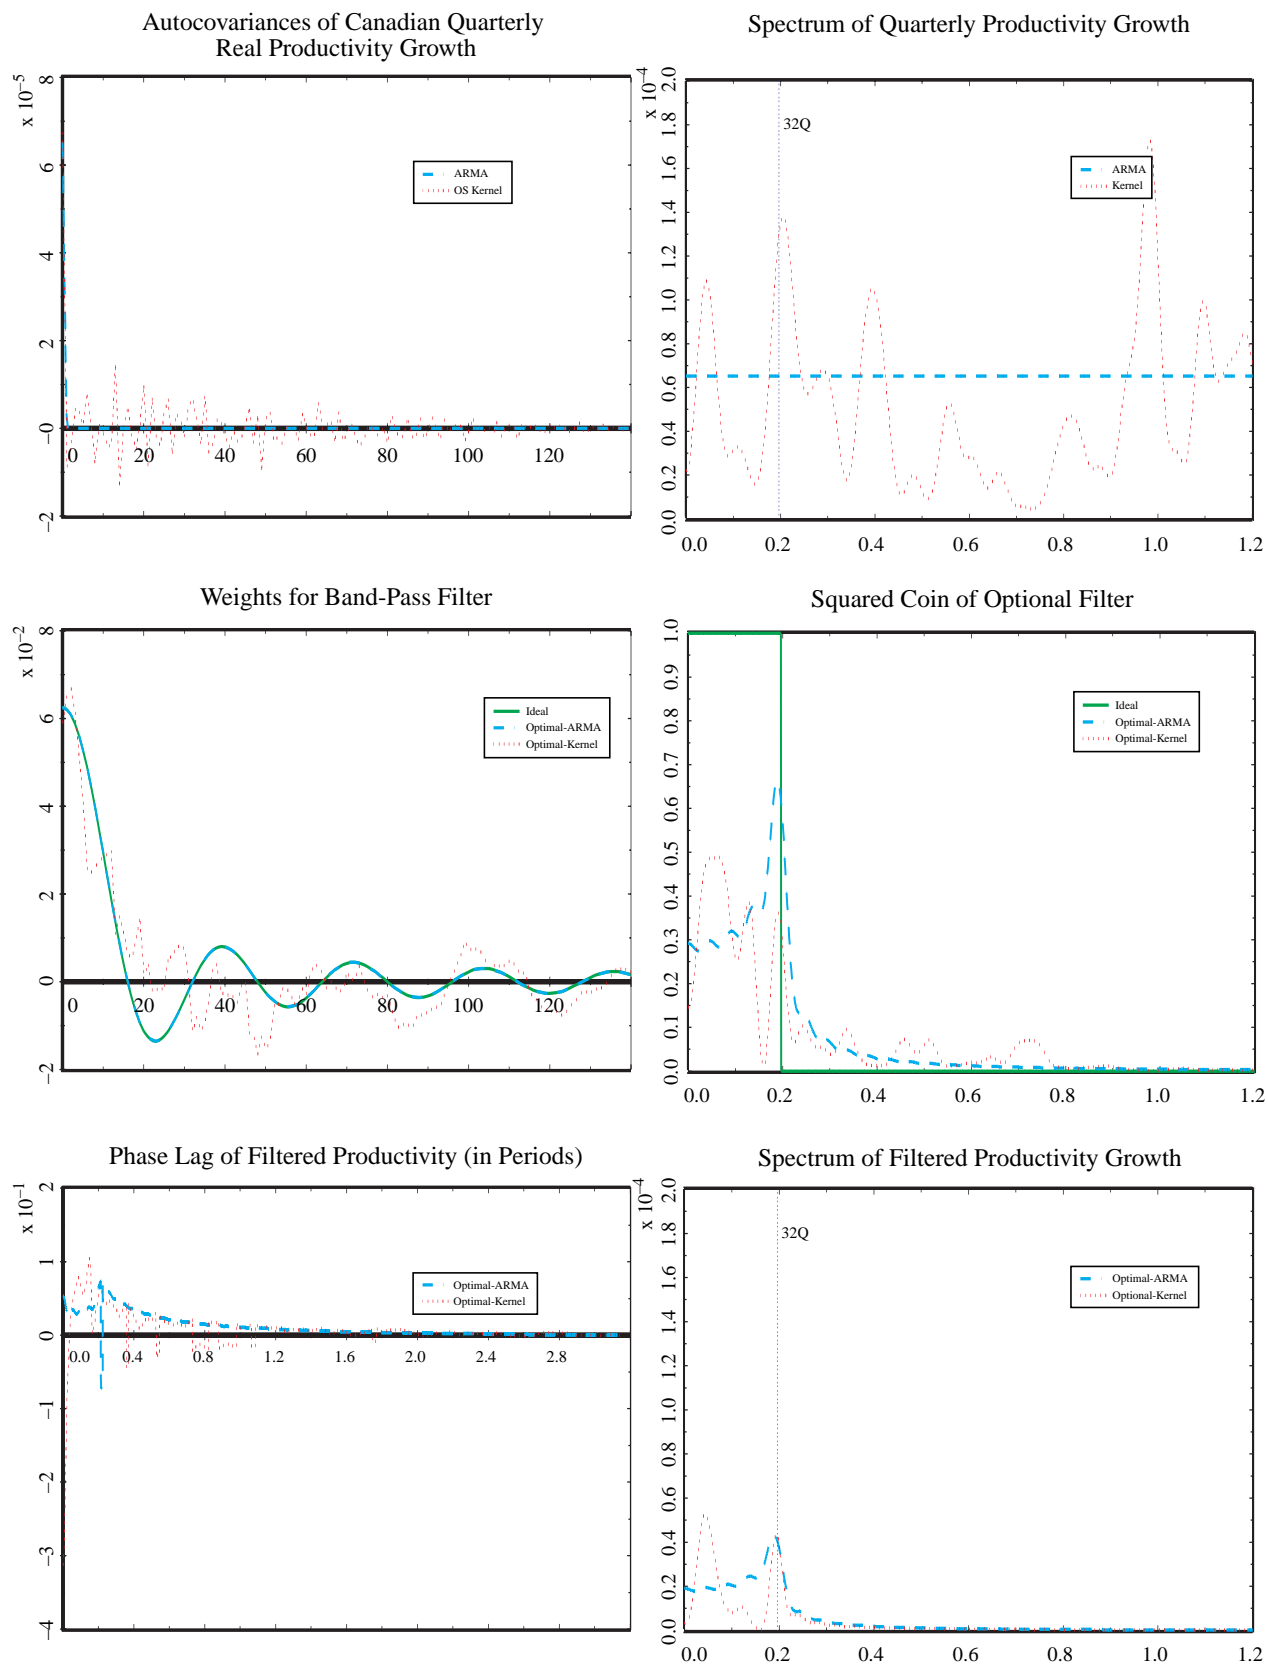 Autocovariances of Canadian Quarterly
Real Productivity Growth
x 10⁻⁵
8
6
4
2
−0
−2
0 20 40 60 80 100 120
ARMA
OS Kernel
Spectrum of Quarterly Productivity Growth
x 10⁻⁴
2.0
1.8
1.6
1.4
1.2
1.0
0.8
0.6
0.4
0.2
0.0
0.0 0.2 0.4 0.6 0.8 1.0 1.2
32Q
ARMA
Kernel
Weights for Band-Pass Filter
x 10⁻²
8
6
4
2
0
−2
0 20 40 60 80 100 120
Ideal
Optimal-ARMA
Optimal-Kernel
Squared Coin of Optional Filter
1.0
0.9
0.8
0.7
0.6
0.5
0.4
0.3
0.2
0.1
0.0
0.0 0.2 0.4 0.6 0.8 1.0 1.2
Ideal
Optimal-ARMA
Optimal-Kernel
Phase Lag of Filtered Productivity (in Periods)
x 10⁻¹
2
1
0
−1
−2
−3
−4
0.0 0.4 0.8 1.2 1.6 2.0 2.4 2.8
Optimal-ARMA
Optimal-Kernel
Spectrum of Filtered Productivity Growth
x 10⁻⁴
2.0
1.8
1.6
1.4
1.2
1.0
0.8
0.6
0.4
0.2
0.0
0.0 0.2 0.4 0.6 0.8 1.0 1.2
32Q
Optimal-ARMA
Optional-Kernel